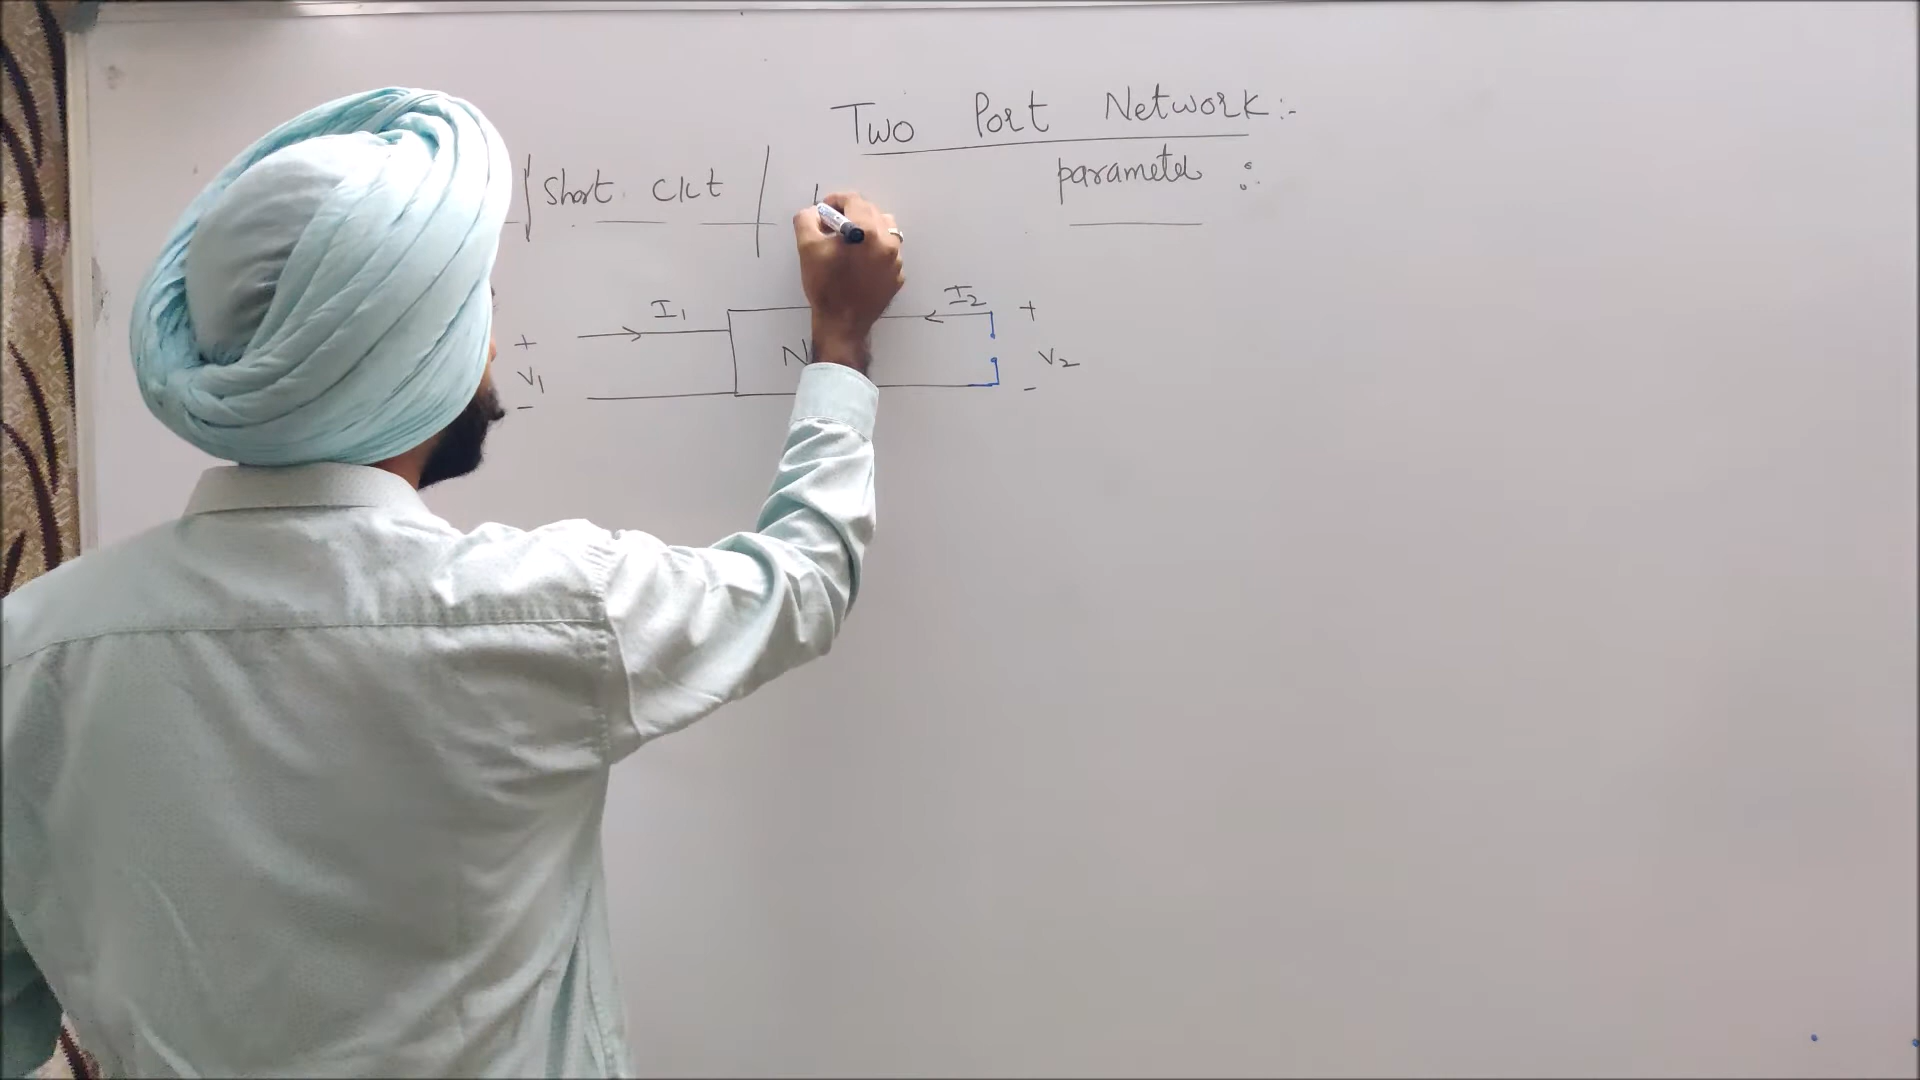 Two Port Network:-
Short Ckt parameter :
I1 I2 +
+ N V2
V1 -
-